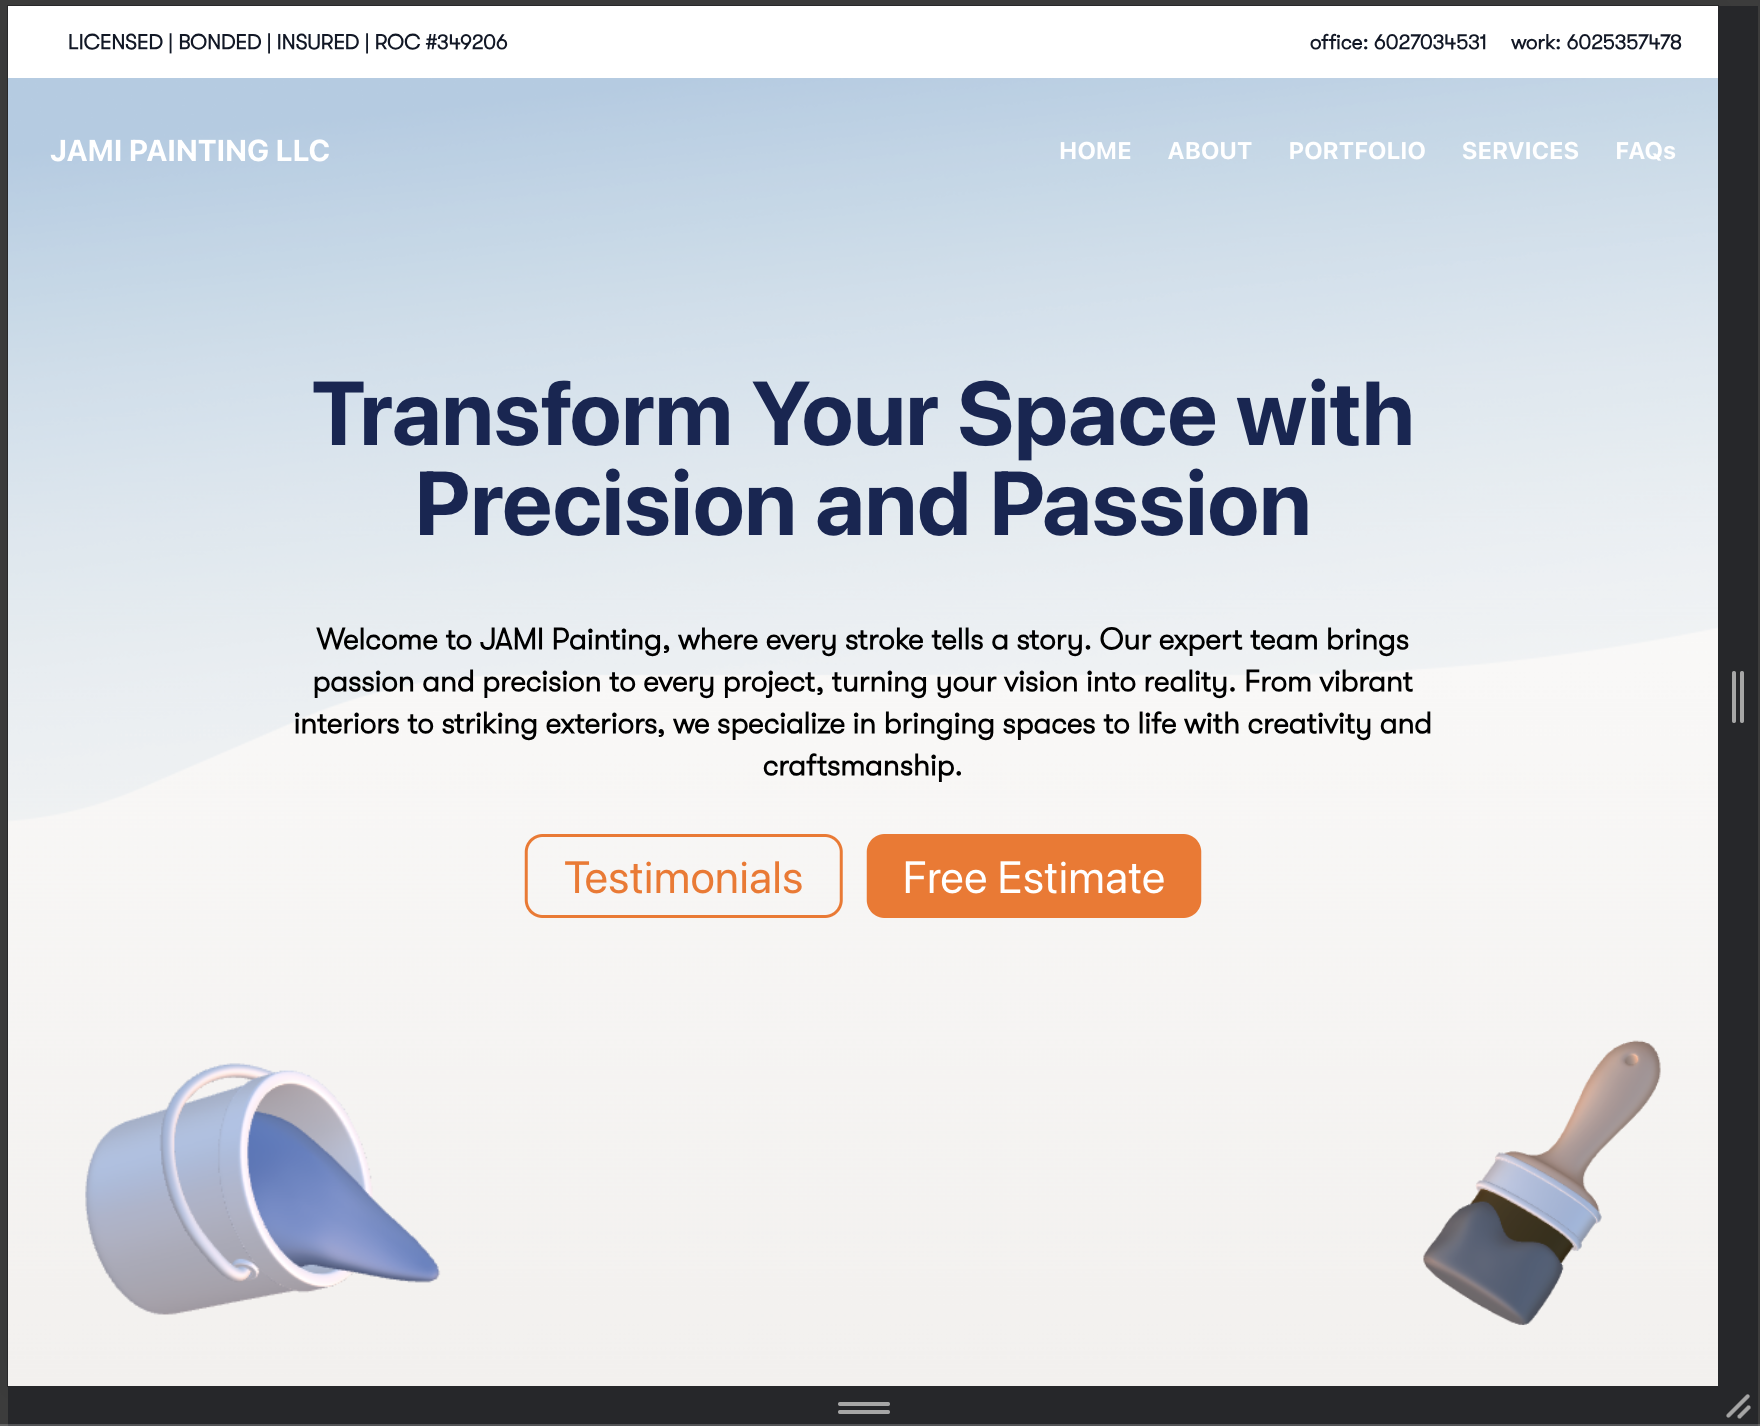 LICENSED | BONDED | INSURED | ROC #349206
office: 6027034531 work: 6025357478
JAMI PAINTING LLC
HOME ABOUT PORTFOLIO SERVICES FAQs
Transform Your Space with
Precision and Passion
Welcome to JAMI Painting, where every stroke tells a story. Our expert team brings
passion and precision to every project, turning your vision into reality. From vibrant
interiors to striking exteriors, we specialize in bringing spaces to life with creativity and
craftsmanship.
Testimonials
Free Estimate